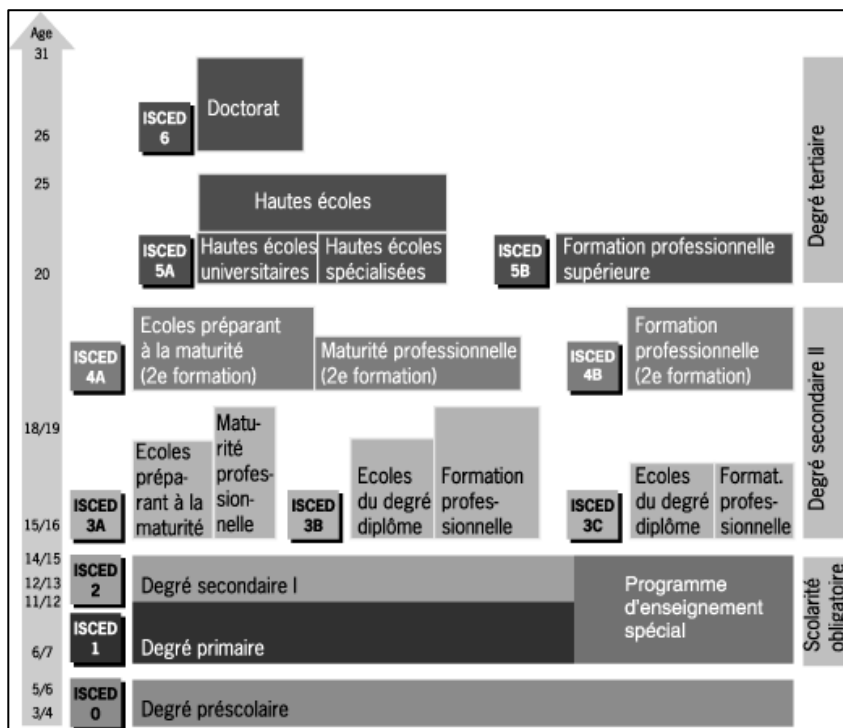 Age
31
26
25
20
18/19
15/16
14/15
12/13
11/12
6/7
5/6
3/4
ISCED
6
Doctorat
Hautes écoles
ISCED
5A
Hautes écoles
universitaires
Hautes écoles
spécialisées
ISCED
5B
Formation professionnelle
supérieure
Degré tertiaire
ISCED
4A
Ecoles préparant
à la maturité
(2e formation)
Maturité professionnelle
(2e formation)
ISCED
4B
Formation
professionnelle
(2e formation)
ISCED
3A
Ecoles
prépa-
rant à la
maturité
Matu-
rité
profes-
sion-
nelle
ISCED
3B
Ecoles
du degré
diplôme
Formation
profes-
sionnelle
ISCED
3C
Ecoles
du degré
diplôme
Format.
profes-
sionnelle
Degré secondaire II
ISCED
2
Degré secondaire I
Programme
d'enseignement
spécial
ISCED
1
Degré primaire
Scolarité
obligatoire
ISCED
0
Degré préscolaire